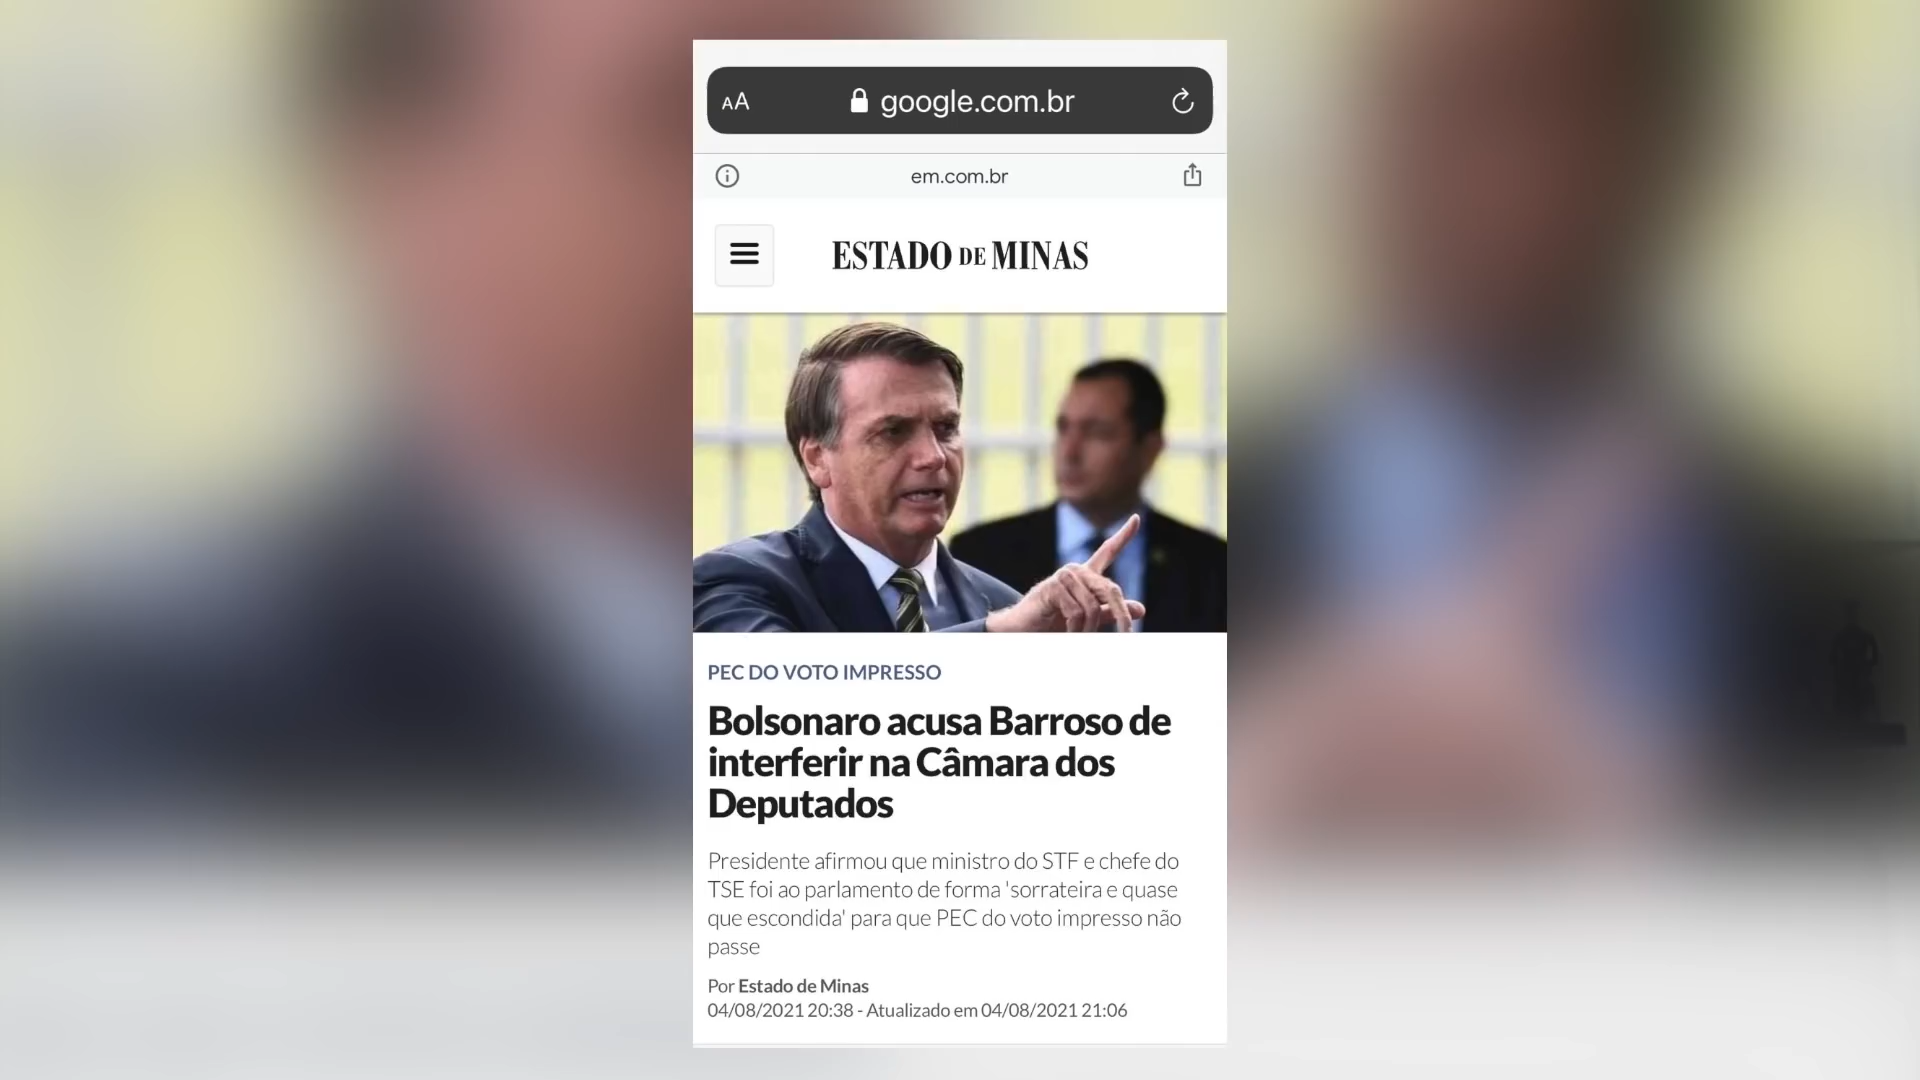 AA google.com.br
em.com.br
ESTADO DE MINAS
PEC DO VOTO IMPRESSO
Bolsonaro acusa Barroso de
interferir na Câmara dos
Deputados
Presidente afirmou que ministro do STF e chefe do
TSE foi ao parlamento de forma 'sorrateira e quase
que escondida' para que PEC do voto impresso não
passe
Por Estado de Minas
04/08/2021 20:38 - Atualizado em 04/08/2021 21:06